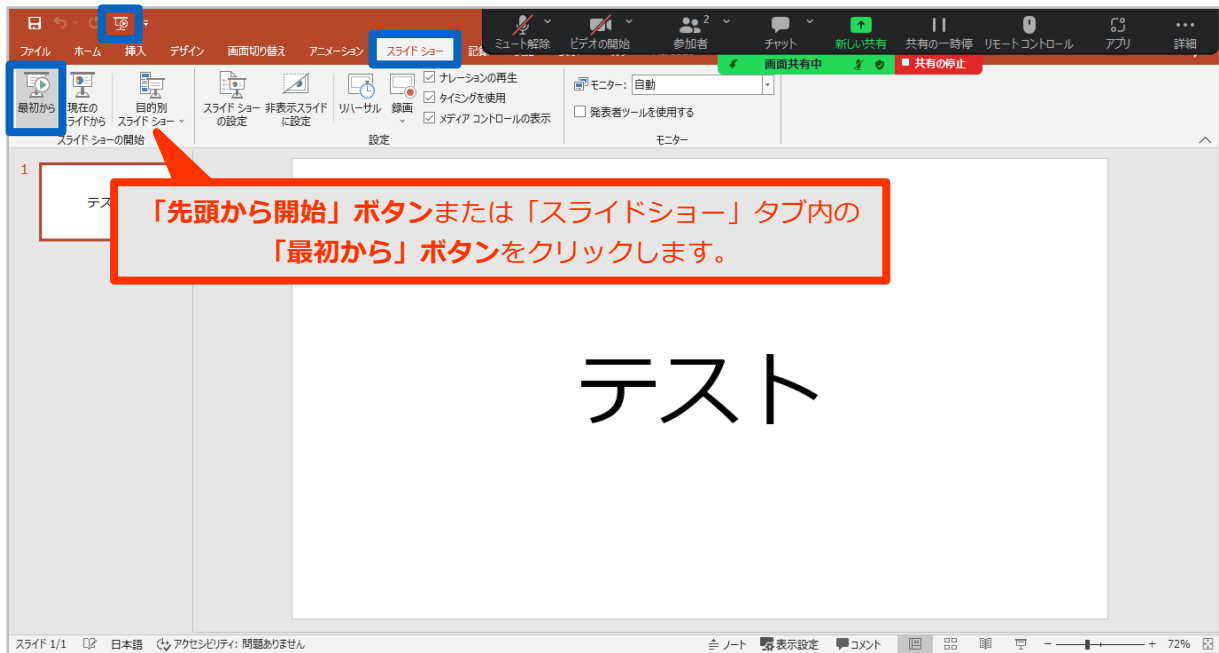 ミュート解除 ビデオの開始 参加者 2 チャット 新しい共有 共有の一時停止 リモートコントロール アプリ 詳細
ファイル ホーム 挿入 デザイン 画面切り替え アニメーション スライド ショー
画面共有中 共有の停止
最初から 現在の 目的別 スライド ショー 非表示スライド リハーサル 録画
スライド ショー の設定 に設定
スライド ショーの開始
ナレーションの再生
タイミングを使用
メディア コントロールの表示
設定
モニター: 自動
発表者ツールを使用する
モニター
1
「先頭から開始」ボタンまたは「スライドショー」タブ内の
「最初から」ボタンをクリックします。
テスト
スライド 1/1 日本語 アクセシビリティ: 問題ありません ノート 表示設定 コメント 72%